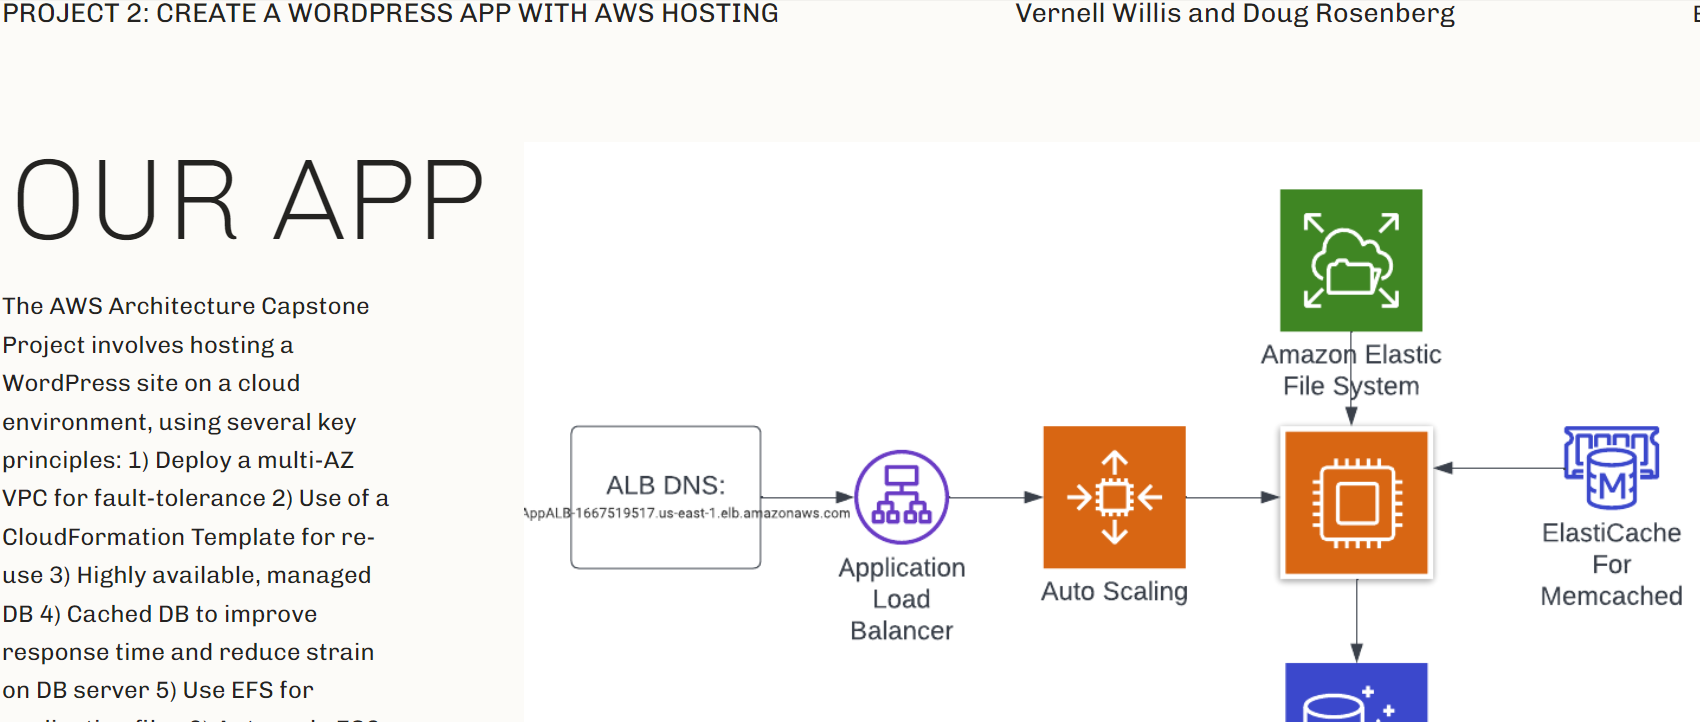 PROJECT 2: CREATE A WORDPRESS APP WITH AWS HOSTING
Vernell Willis and Doug Rosenberg
OUR APP
The AWS Architecture Capstone
Project involves hosting a
WordPress site on a cloud
environment, using several key
principles: 1) Deploy a multi-AZ
VPC for fault-tolerance 2) Use of a
CloudFormation Template for re-
use 3) Highly available, managed
DB 4) Cached DB to improve
response time and reduce strain
on DB server 5) Use EFS for
Amazon Elastic
File System
ALB DNS:
AppALB-1667519517.us-east-1.elb.amazonaws.com
Application
Load
Balancer
Auto Scaling
M
ElastiCache
For
Memcached